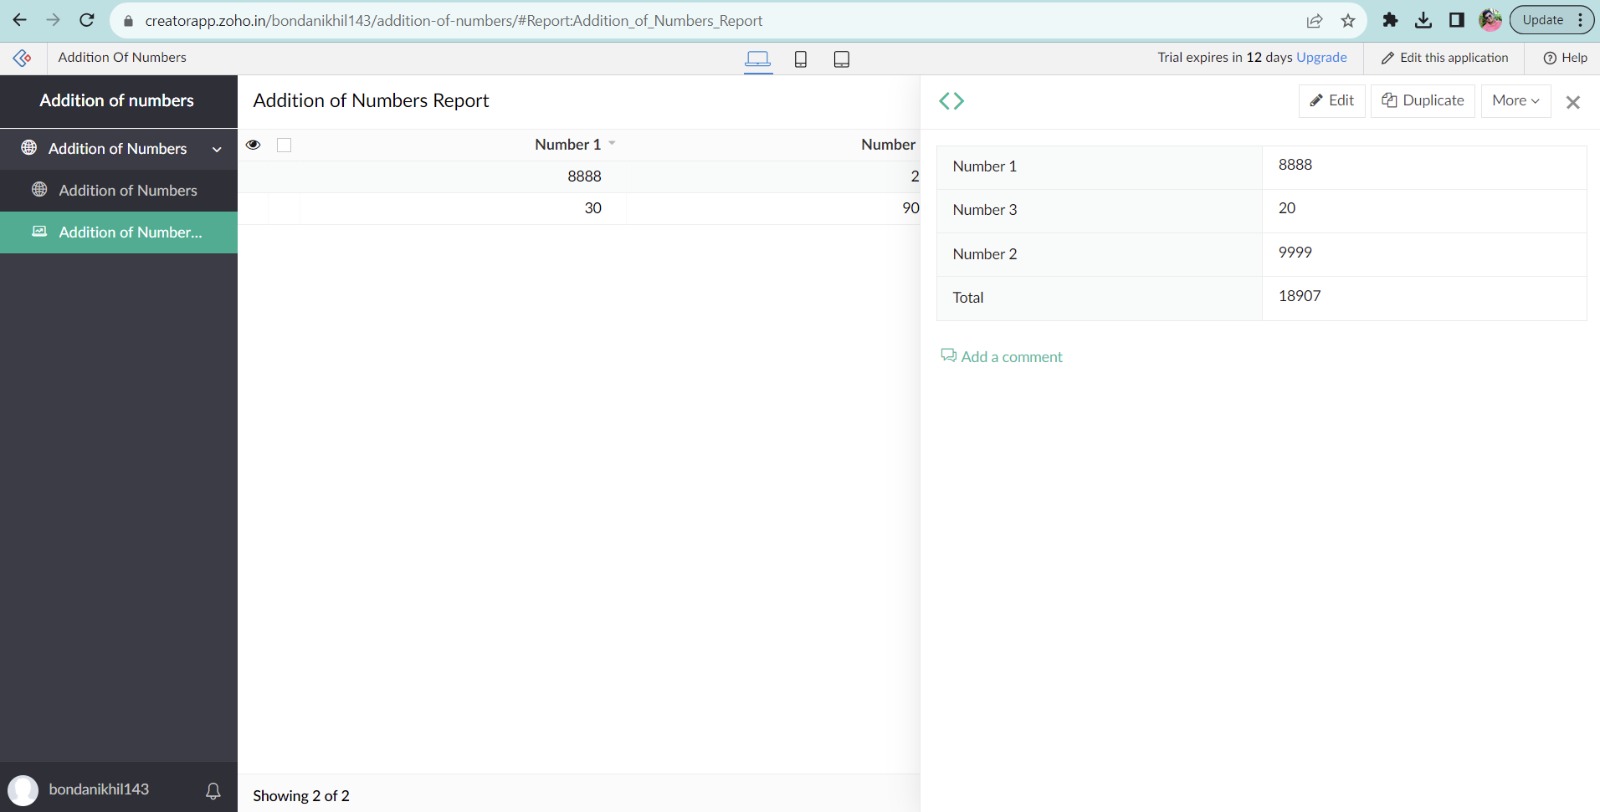 creatorapp.zoho.in/bondanikhil143/addition-of-numbers/#Report:Addition_of_Numbers_Report
Update
Addition Of Numbers
Trial expires in 12 days Upgrade
Edit this application
Help
Addition of numbers
Addition of Numbers
Addition of Numbers
Addition of Number...
bondanikhil143
Addition of Numbers Report
Number 1 Number
8888 2
30 90
Showing 2 of 2
Edit
Duplicate
More
Number 1 8888
Number 3 20
Number 2 9999
Total 18907
Add a comment